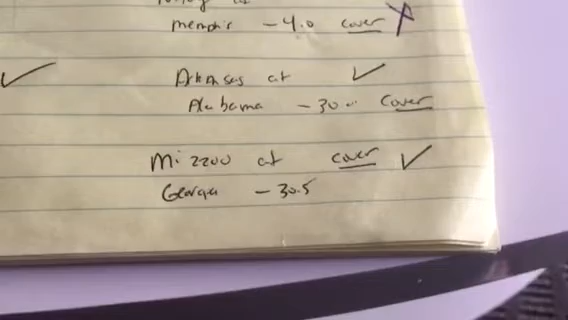 memphis -4.0 cover X
Arkansas at ✓
Alabama -30 Cover
Mizzou at cover ✓
Georgia -30.5